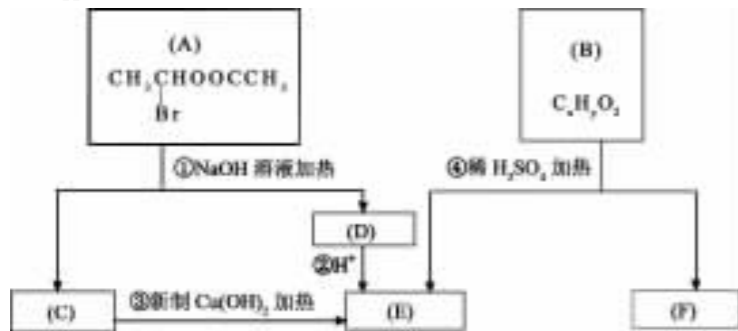 (A)
CH₃CHOOCCH₃
Br
(B)
CₓHᵧO₂
①NaOH 溶液加热
④稀 H₂SO₄ 加热
(D)
②H⁺
(C)
③新制 Cu(OH)₂ 加热
(E)
(F)